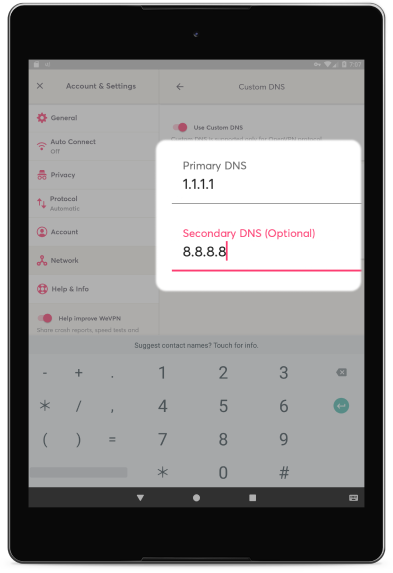 7:07
Account & Settings
Custom DNS
General
Use Custom DNS
Auto Connect
Off
Custom DNS is supported only for OpenVPN protocol
Privacy
Primary DNS
1.1.1.1
Protocol
Automatic
Account
Secondary DNS (Optional)
8.8.8.8
Network
Help & Info
Help Improve WeVPN
Share crash reports, speed tests and
Suggest contact names? Touch for info.
- + . 1 2 3
* / , 4 5 6
( ) = 7 8 9
* 0 #